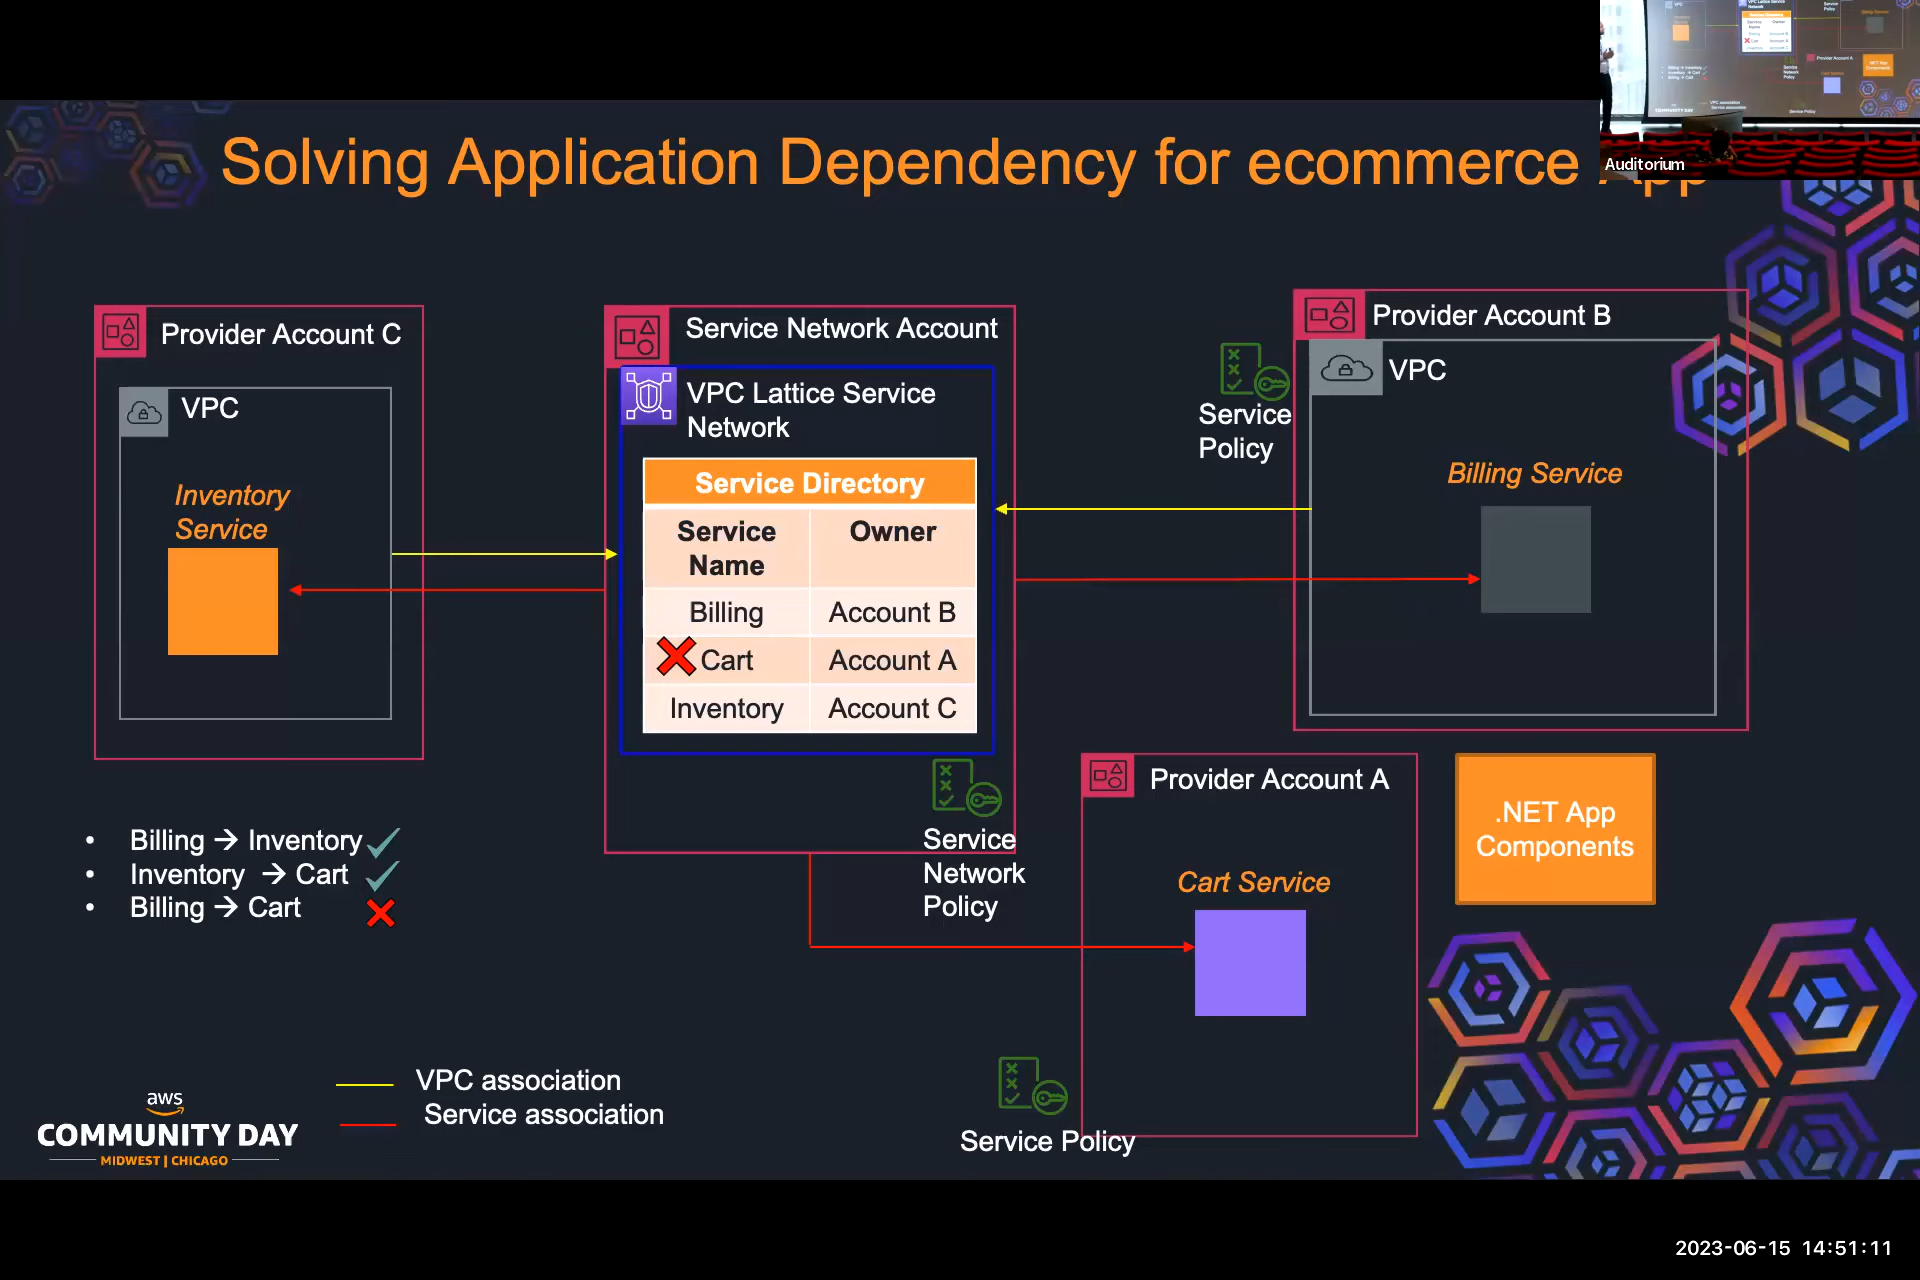 Solving Application Dependency for ecommerce App
Auditorium
Provider Account C
VPC
Inventory
Service
Service Network Account
VPC Lattice Service
Network
Service Directory
Service
Name
Owner
Billing
Account B
Cart
Account A
Inventory
Account C
Service
Network
Policy
Service
Policy
Provider Account B
VPC
Billing Service
Provider Account A
Cart Service
Service Policy
.NET App
Components
• Billing → Inventory
• Inventory → Cart
• Billing → Cart
VPC association
Service association
aws
COMMUNITY DAY
MIDWEST | CHICAGO
2023-06-15 14:51:11